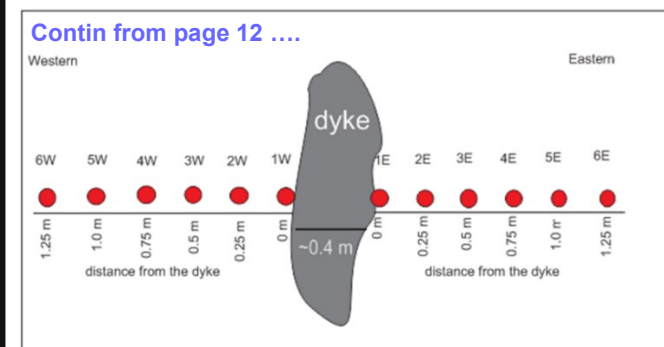 Contin from page 12 ....
Western
Eastern
dyke
6W 5W 4W 3W 2W 1W 1E 2E 3E 4E 5E 6E
1.25 m 1.0 m 0.75 m 0.5 m 0.25 m 0 m 0 m 0.25 m 0.5 m 0.75 m 1.0 m 1.25 m
~0.4 m
distance from the dyke
distance from the dyke